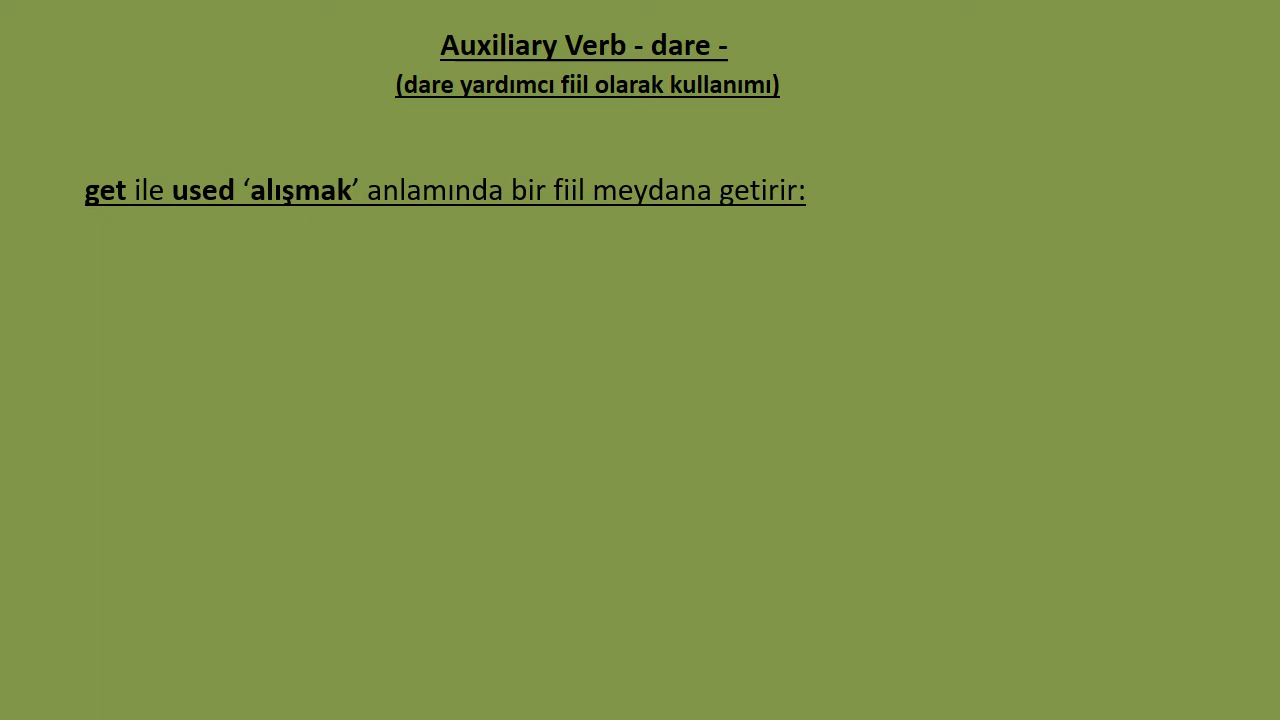 Auxiliary Verb - dare -
(dare yardımcı fiil olarak kullanımı)
get ile used ‘alışmak’ anlamında bir fiil meydana getirir: